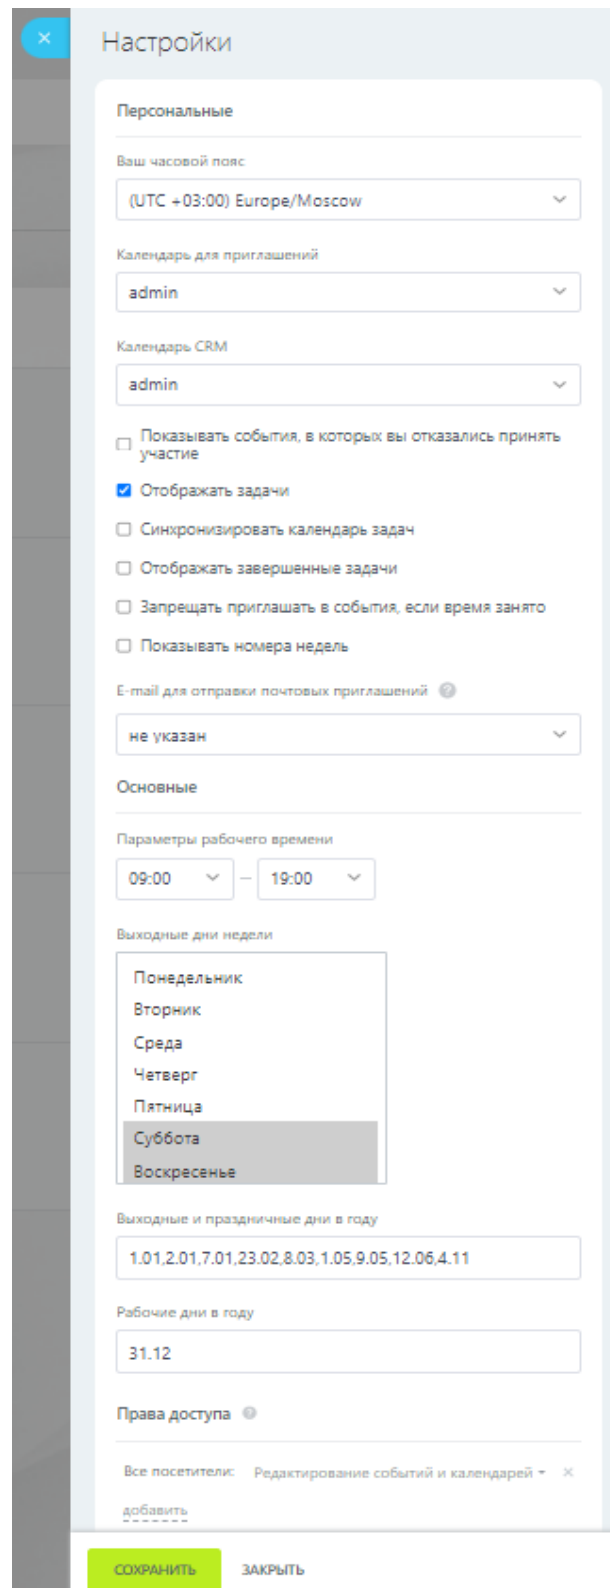 Настройки
Персональные
Ваш часовой пояс
(UTC +03:00) Europe/Moscow
Календарь для приглашений
admin
Календарь CRM
admin
Показывать события, в которых вы отказались принять
участие
Отображать задачи
Синхронизировать календарь задач
Отображать завершенные задачи
Запрещать приглашать в события, если время занято
Показывать номера недель
E-mail для отправки почтовых приглашений ?
не указан
Основные
Параметры рабочего времени
09:00 – 19:00
Выходные дни недели
Понедельник
Вторник
Среда
Четверг
Пятница
Суббота
Воскресенье
Выходные и праздничные дни в году
1.01,2.01,7.01,23.02,8.03,1.05,9.05,12.06,4.11
Рабочие дни в году
31.12
Права доступа ?
Все посетители: Редактирование событий и календарей
добавить
СОХРАНИТЬ ЗАКРЫТЬ